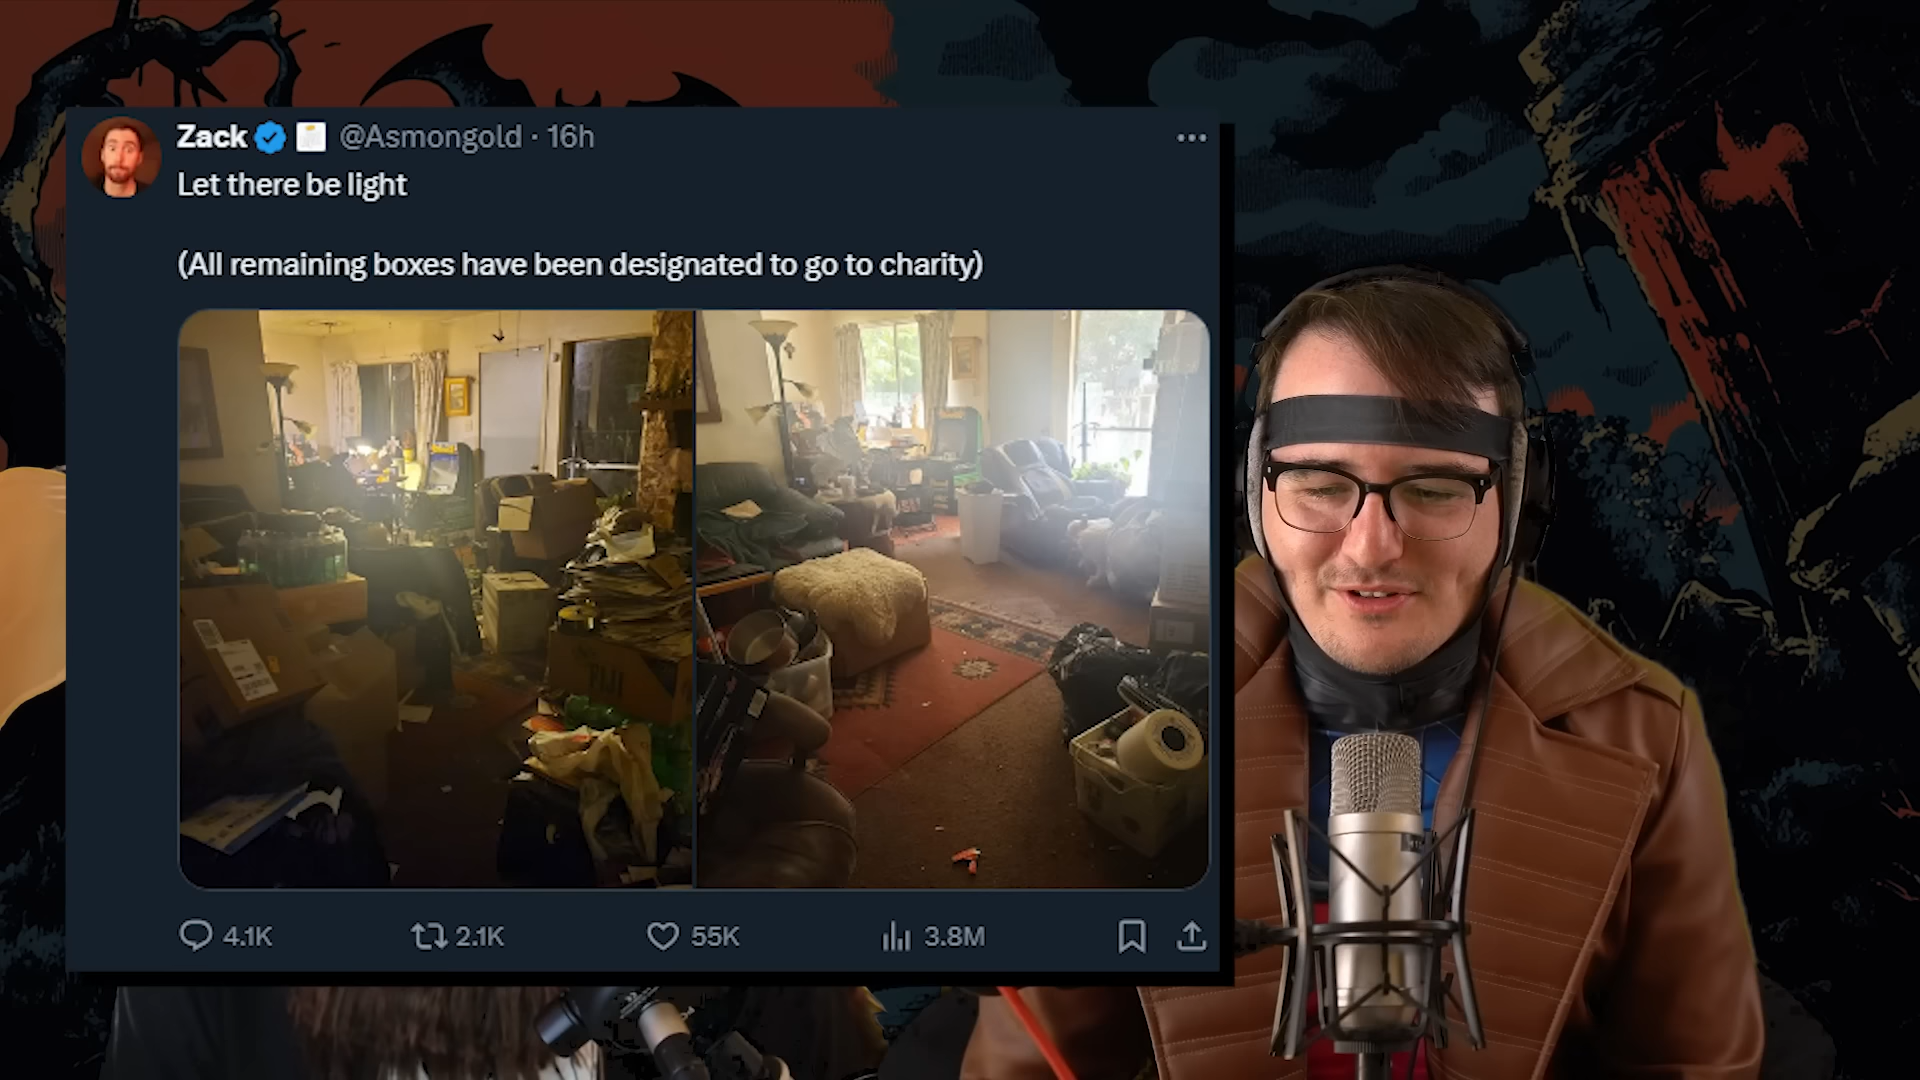 Zack @Asmongold · 16h
Let there be light
(All remaining boxes have been designated to go to charity)
4.1K 2.1K 55K 3.8M